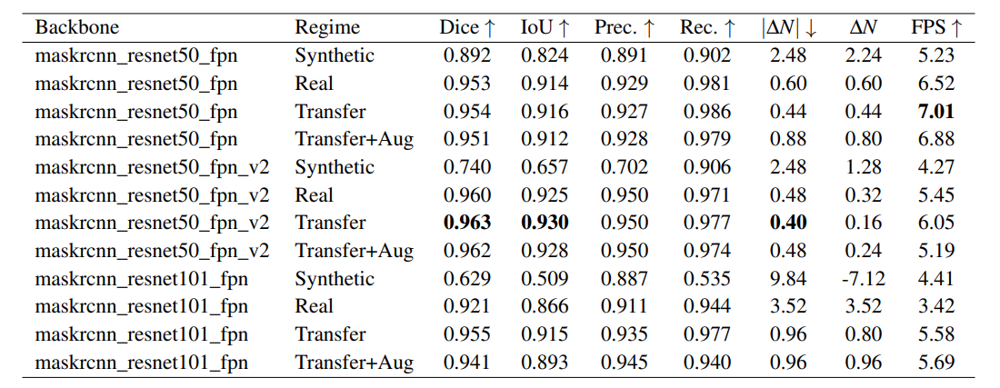 Backbone Regime Dice ↑ IoU ↑ Prec. ↑ Rec. ↑ |ΔN| ↓ ΔN FPS ↑
maskrcnn_resnet50_fpn Synthetic 0.892 0.824 0.891 0.902 2.48 2.24 5.23
maskrcnn_resnet50_fpn Real 0.953 0.914 0.929 0.981 0.60 0.60 6.52
maskrcnn_resnet50_fpn Transfer 0.954 0.916 0.927 0.986 0.44 0.44 7.01
maskrcnn_resnet50_fpn Transfer+Aug 0.951 0.912 0.928 0.979 0.88 0.80 6.88
maskrcnn_resnet50_fpn_v2 Synthetic 0.740 0.657 0.702 0.906 2.48 1.28 4.27
maskrcnn_resnet50_fpn_v2 Real 0.960 0.925 0.950 0.971 0.48 0.32 5.45
maskrcnn_resnet50_fpn_v2 Transfer 0.963 0.930 0.950 0.977 0.40 0.16 6.05
maskrcnn_resnet50_fpn_v2 Transfer+Aug 0.962 0.928 0.950 0.974 0.48 0.24 5.19
maskrcnn_resnet101_fpn Synthetic 0.629 0.509 0.887 0.535 9.84 -7.12 4.41
maskrcnn_resnet101_fpn Real 0.921 0.866 0.911 0.944 3.52 3.52 3.42
maskrcnn_resnet101_fpn Transfer 0.955 0.915 0.935 0.977 0.96 0.80 5.58
maskrcnn_resnet101_fpn Transfer+Aug 0.941 0.893 0.945 0.940 0.96 0.96 5.69